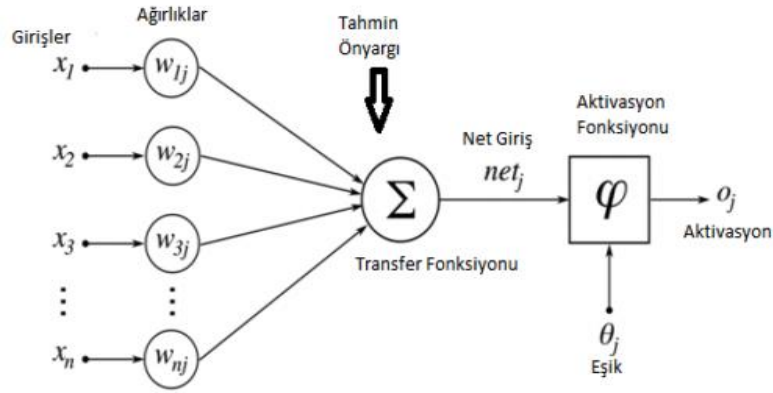 Girişler
Ağırlıklar
Tahmin
Önyargı
Aktivasyon
Fonksiyonu
x1
w1j
x2
w2j
x3
w3j
⋮ ⋮
⋮
xn
wnj
Σ
Transfer Fonksiyonu
Net Giriş
netj
φ
oj
Aktivasyon
θj
Eşik